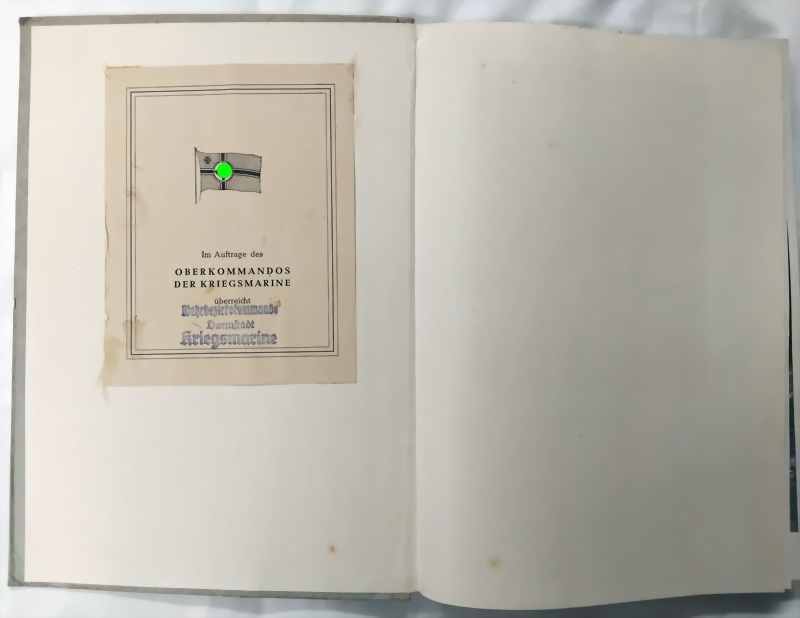 Im Auftrage des
OBERKOMMANDOS
DER KRIEGSMARINE
überreicht
Wehrbezirkskommando
Darmstadt
Kriegsmarine